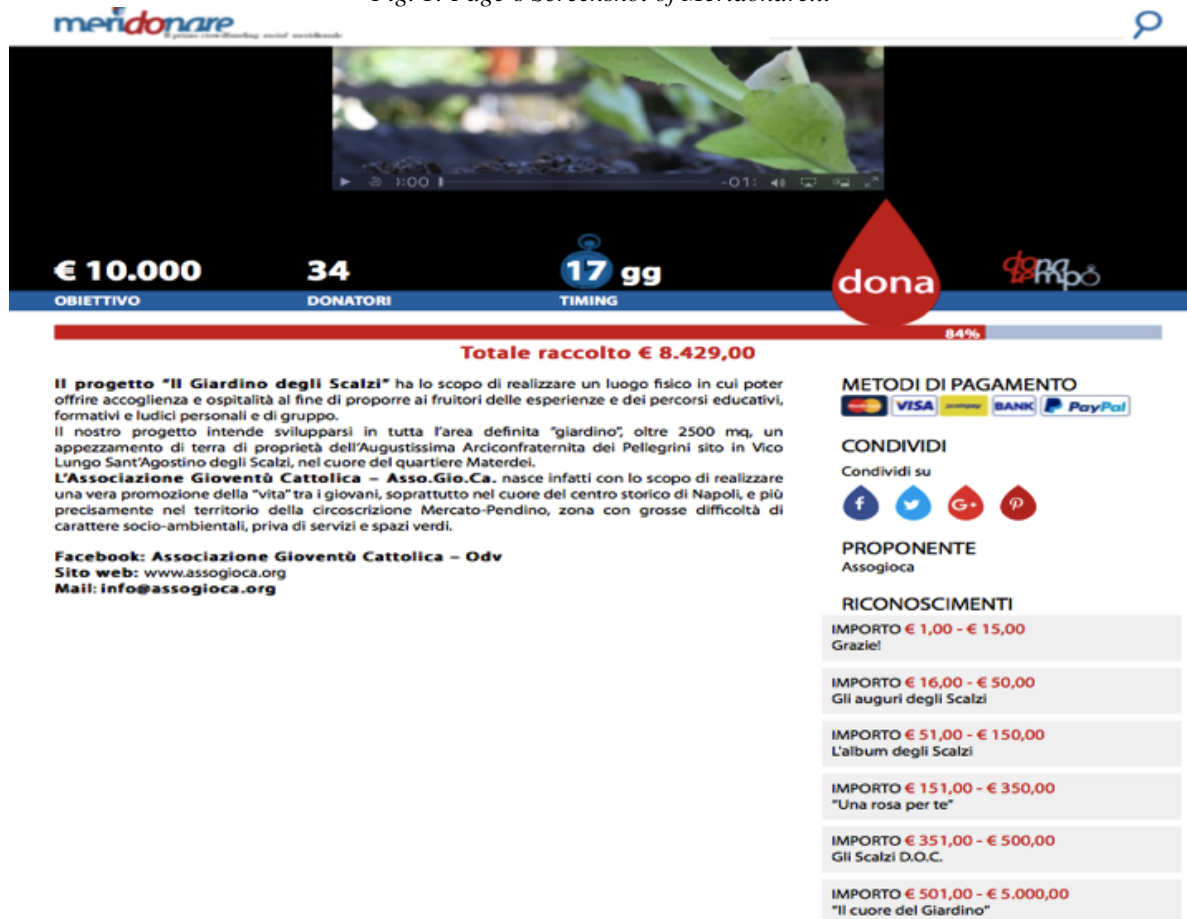 meridonare
Il primo crowdfunding social meridionale
-01:
€ 10.000
34
17 gg
dona
OBIETTIVO
DONATORI
TIMING
84%
Totale raccolto € 8.429,00
Il progetto "Il Giardino degli Scalzi" ha lo scopo di realizzare un luogo fisico in cui poter
offrire accoglienza e ospitalità al fine di proporre ai fruitori delle esperienze e dei percorsi educativi,
formativi e ludici personali e di gruppo.
Il nostro progetto intende svilupparsi in tutta l'area definita "giardino", oltre 2500 mq, un
appezzamento di terra di proprietà dell'Augustissima Arciconfraternita dei Pellegrini sito in Vico
Lungo Sant'Agostino degli Scalzi, nel cuore del quartiere Materdei.
L'Associazione Gioventù Cattolica – Asso.Gio.Ca. nasce infatti con lo scopo di realizzare
una vera promozione della "vita" tra i giovani, soprattutto nel cuore del centro storico di Napoli, e più
precisamente nel territorio della circoscrizione Mercato-Pendino, zona con grosse difficoltà di
carattere socio-ambientali, priva di servizi e spazi verdi.
Facebook: Associazione Gioventù Cattolica – Odv
Sito web: www.assogioca.org
Mail: info@assogioca.org
METODI DI PAGAMENTO
VISA postepay BANK PayPal
CONDIVIDI
Condividi su
f G+
PROPONENTE
Assogioca
RICONOSCIMENTI
IMPORTO € 1,00 - € 15,00
Grazie!
IMPORTO € 16,00 - € 50,00
Gli auguri degli Scalzi
IMPORTO € 51,00 - € 150,00
L'album degli Scalzi
IMPORTO € 151,00 - € 350,00
"Una rosa per te"
IMPORTO € 351,00 - € 500,00
Gli Scalzi D.O.C.
IMPORTO € 501,00 - € 5.000,00
"Il cuore del Giardino"